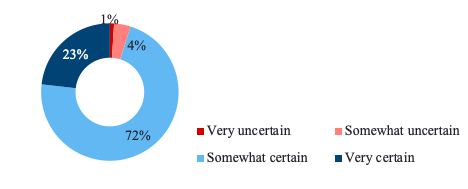 1%
4%
23%
72%
Very uncertain
Somewhat uncertain
Somewhat certain
Very certain